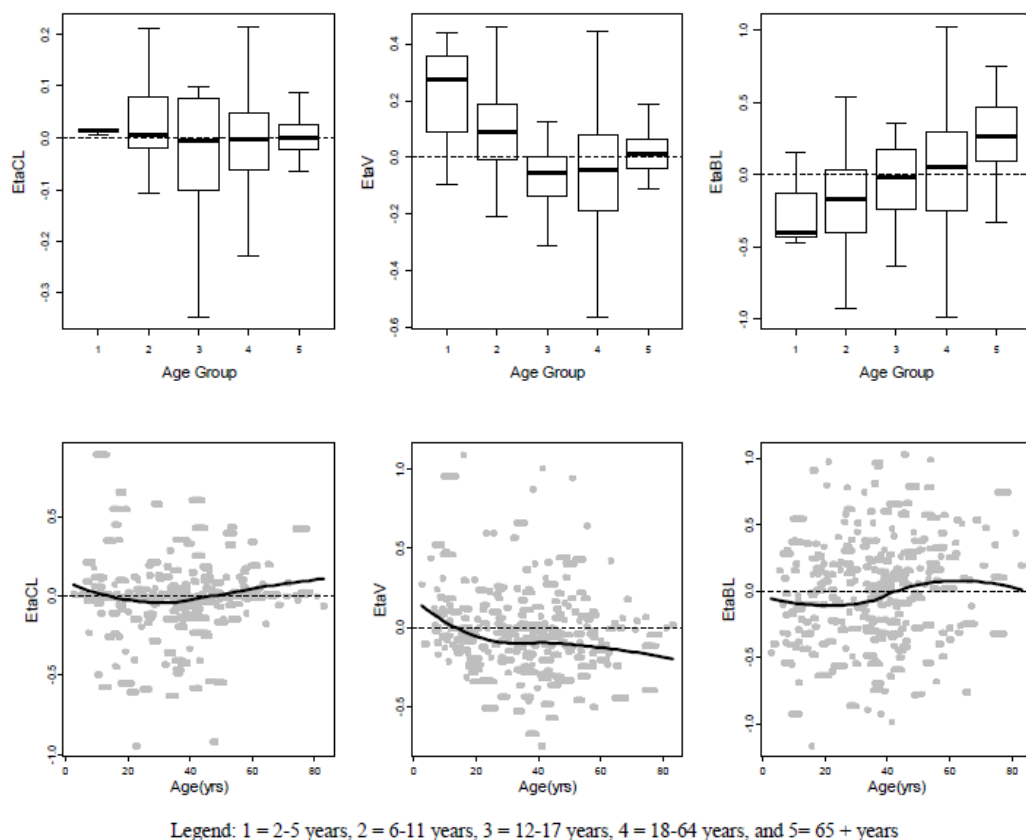 EtaCL
0.2
0.1
0.0
-0.1
-0.2
-0.3
1 2 3 4 5
Age Group
EtaV
0.4
0.2
0.0
-0.2
-0.4
-0.6
1 2 3 4 5
Age Group
EtaBL
1.0
0.5
0.0
-0.5
-1.0
1 2 3 4 5
Age Group
EtaCL
0.5
0.0
-0.5
-1.0
0 20 40 60 80
Age(yrs)
EtaV
1.0
0.5
0.0
-0.5
0 20 40 60 80
Age(yrs)
EtaBL
1.0
0.5
0.0
-0.5
-1.0
0 20 40 60 80
Age(yrs)
Legend: 1 = 2-5 years, 2 = 6-11 years, 3 = 12-17 years, 4 = 18-64 years, and 5= 65 + years